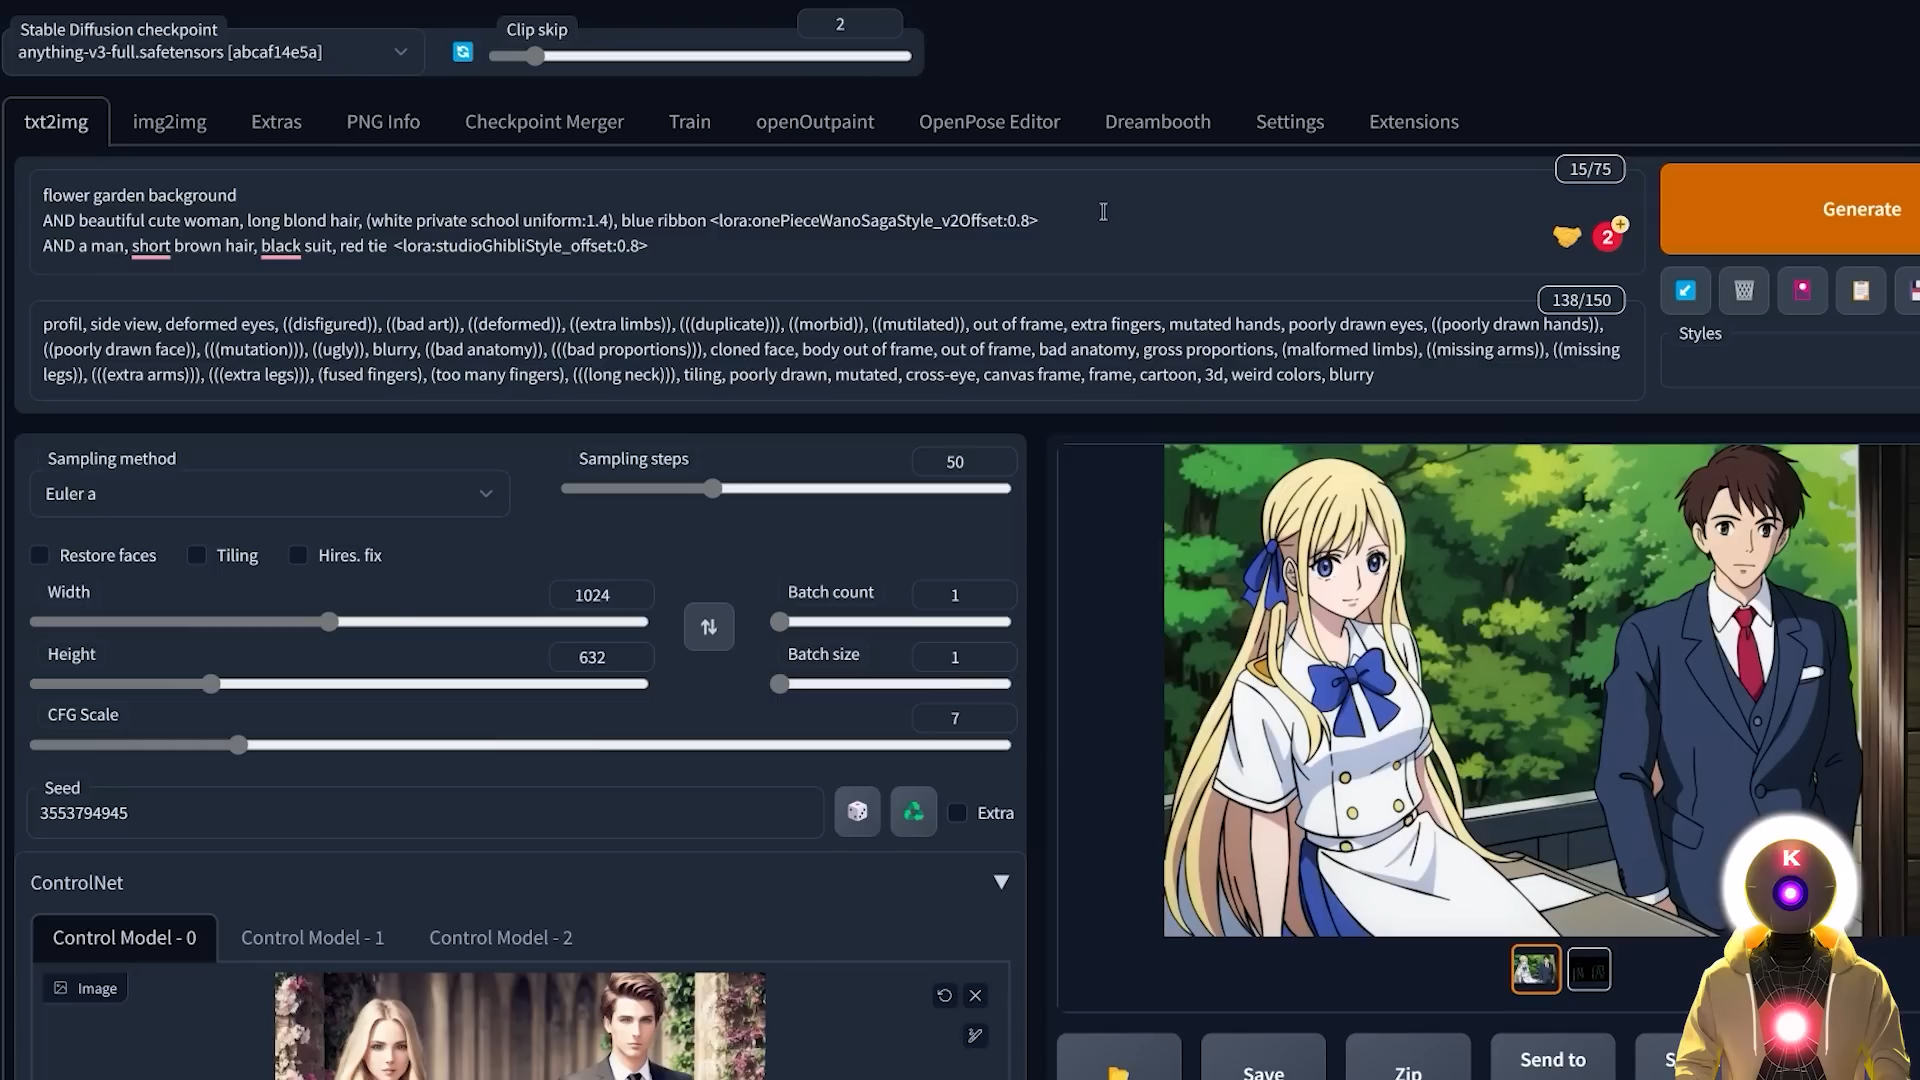 Stable Diffusion checkpoint
anything-v3-full.safetensors [abcaf14e5a]
Clip skip
2
txt2img
img2img
Extras
PNG Info
Checkpoint Merger
Train
openOutpaint
OpenPose Editor
Dreambooth
Settings
Extensions
15/75
flower garden background
AND beautiful cute woman, long blond hair, (white private school uniform:1.4), blue ribbon <lora:onePieceWanoSagaStyle_v2Offset:0.8>
AND a man, short brown hair, black suit, red tie <lora:studioGhibliStyle_offset:0.8>
2
Generate
138/150
profil, side view, deformed eyes, ((disfigured)), ((bad art)), ((deformed)), ((extra limbs)), (((duplicate))), ((morbid)), ((mutilated)), out of frame, extra fingers, mutated hands, poorly drawn eyes, ((poorly drawn hands)),
((poorly drawn face)), (((mutation))), ((ugly)), blurry, ((bad anatomy)), (((bad proportions))), cloned face, body out of frame, out of frame, bad anatomy, gross proportions, (malformed limbs), ((missing arms)), ((missing
legs)), (((extra arms))), (((extra legs))), (fused fingers), (too many fingers), (((long neck))), tiling, poorly drawn, mutated, cross-eye, canvas frame, frame, cartoon, 3d, weird colors, blurry
Styles
Sampling method
Euler a
Sampling steps
50
Restore faces
Tiling
Hires. fix
Width
1024
Batch count
1
Height
632
Batch size
1
CFG Scale
7
Seed
3553794945
Extra
ControlNet
Control Model - 0
Control Model - 1
Control Model - 2
Image
K
Save
Zip
Send to